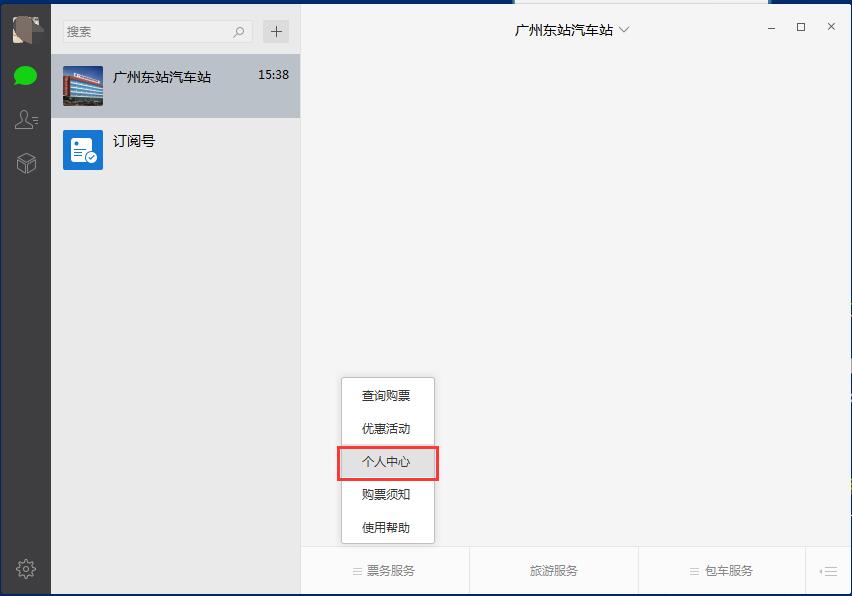 搜索
广州东站汽车站
15:38
订阅号
广州东站汽车站
查询购票
优惠活动
个人中心
购票须知
使用帮助
票务服务
旅游服务
包车服务